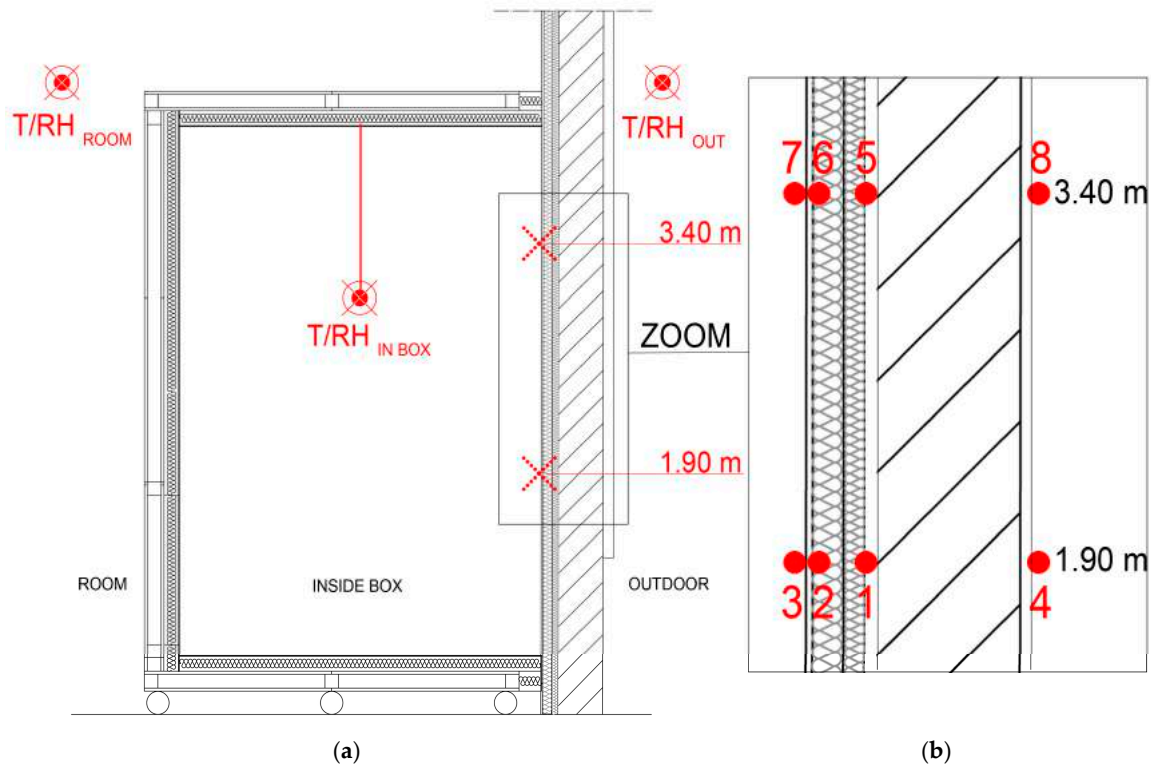 T/RH ROOM
T/RH OUT
T/RH IN BOX
3.40 m
ZOOM
1.90 m
ROOM
INSIDE BOX
OUTDOOR
7 6 5 8
3.40 m
1.90 m
3 2 1 4
(a)
(b)